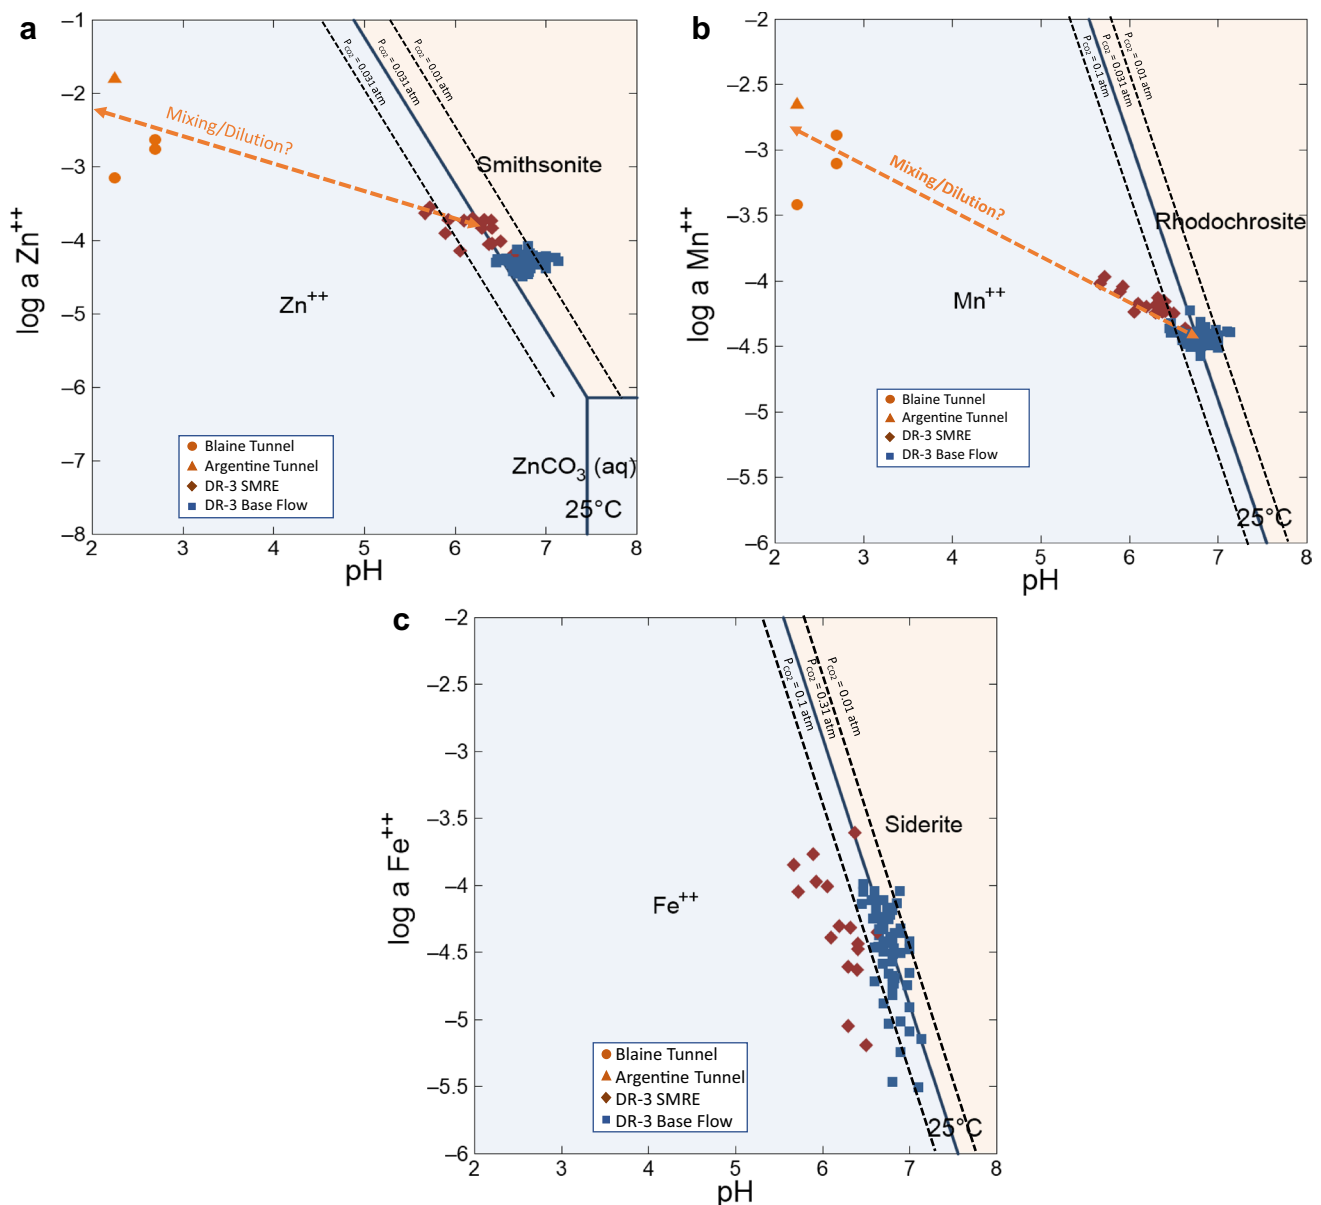 a
–1
–2
–3
–4
–5
–6
–7
–8
log a Zn++
2
3
4
5
6
7
8
pH
PCO2 = 0.031 atm
PCO2 = 0.031 atm
PCO2 = 0.01 atm
Mixing/Dilution?
Smithsonite
Zn++
ZnCO3 (aq)
25°C
Blaine Tunnel
Argentine Tunnel
DR-3 SMRE
DR-3 Base Flow
b
–2
–2.5
–3
–3.5
–4
–4.5
–5
–5.5
–6
log a Mn++
2
3
4
5
6
7
8
pH
PCO2 = 0.1 atm
PCO2 = 0.031 atm
PCO2 = 0.01 atm
Mixing/Dilution?
Rhodochrosite
Mn++
25°C
Blaine Tunnel
Argentine Tunnel
DR-3 SMRE
DR-3 Base Flow
c
–2
–2.5
–3
–3.5
–4
–4.5
–5
–5.5
–6
log a Fe++
2
3
4
5
6
7
8
pH
PCO2 = 0.1 atm
PCO2 = 0.31 atm
PCO2 = 0.01 atm
Siderite
Fe++
25°C
Blaine Tunnel
Argentine Tunnel
DR-3 SMRE
DR-3 Base Flow